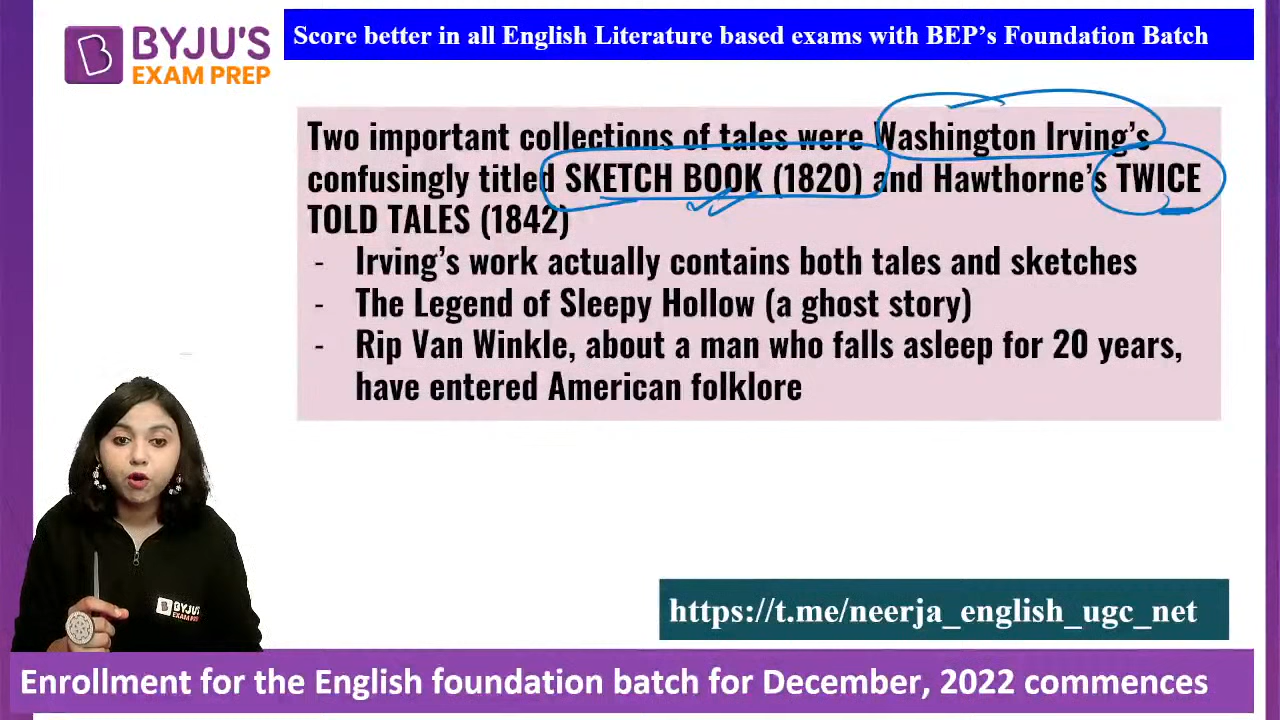 BYJU'S
EXAM PREP
Score better in all English Literature based exams with BEP's Foundation Batch
Two important collections of tales were Washington Irving's
confusingly titled SKETCH BOOK (1820) and Hawthorne's TWICE
TOLD TALES (1842)
- Irving's work actually contains both tales and sketches
- The Legend of Sleepy Hollow (a ghost story)
- Rip Van Winkle, about a man who falls asleep for 20 years,
have entered American folklore
BYJU'S
EXAM PREP
https://t.me/neerja_english_ugc_net
Enrollment for the English foundation batch for December, 2022 commences